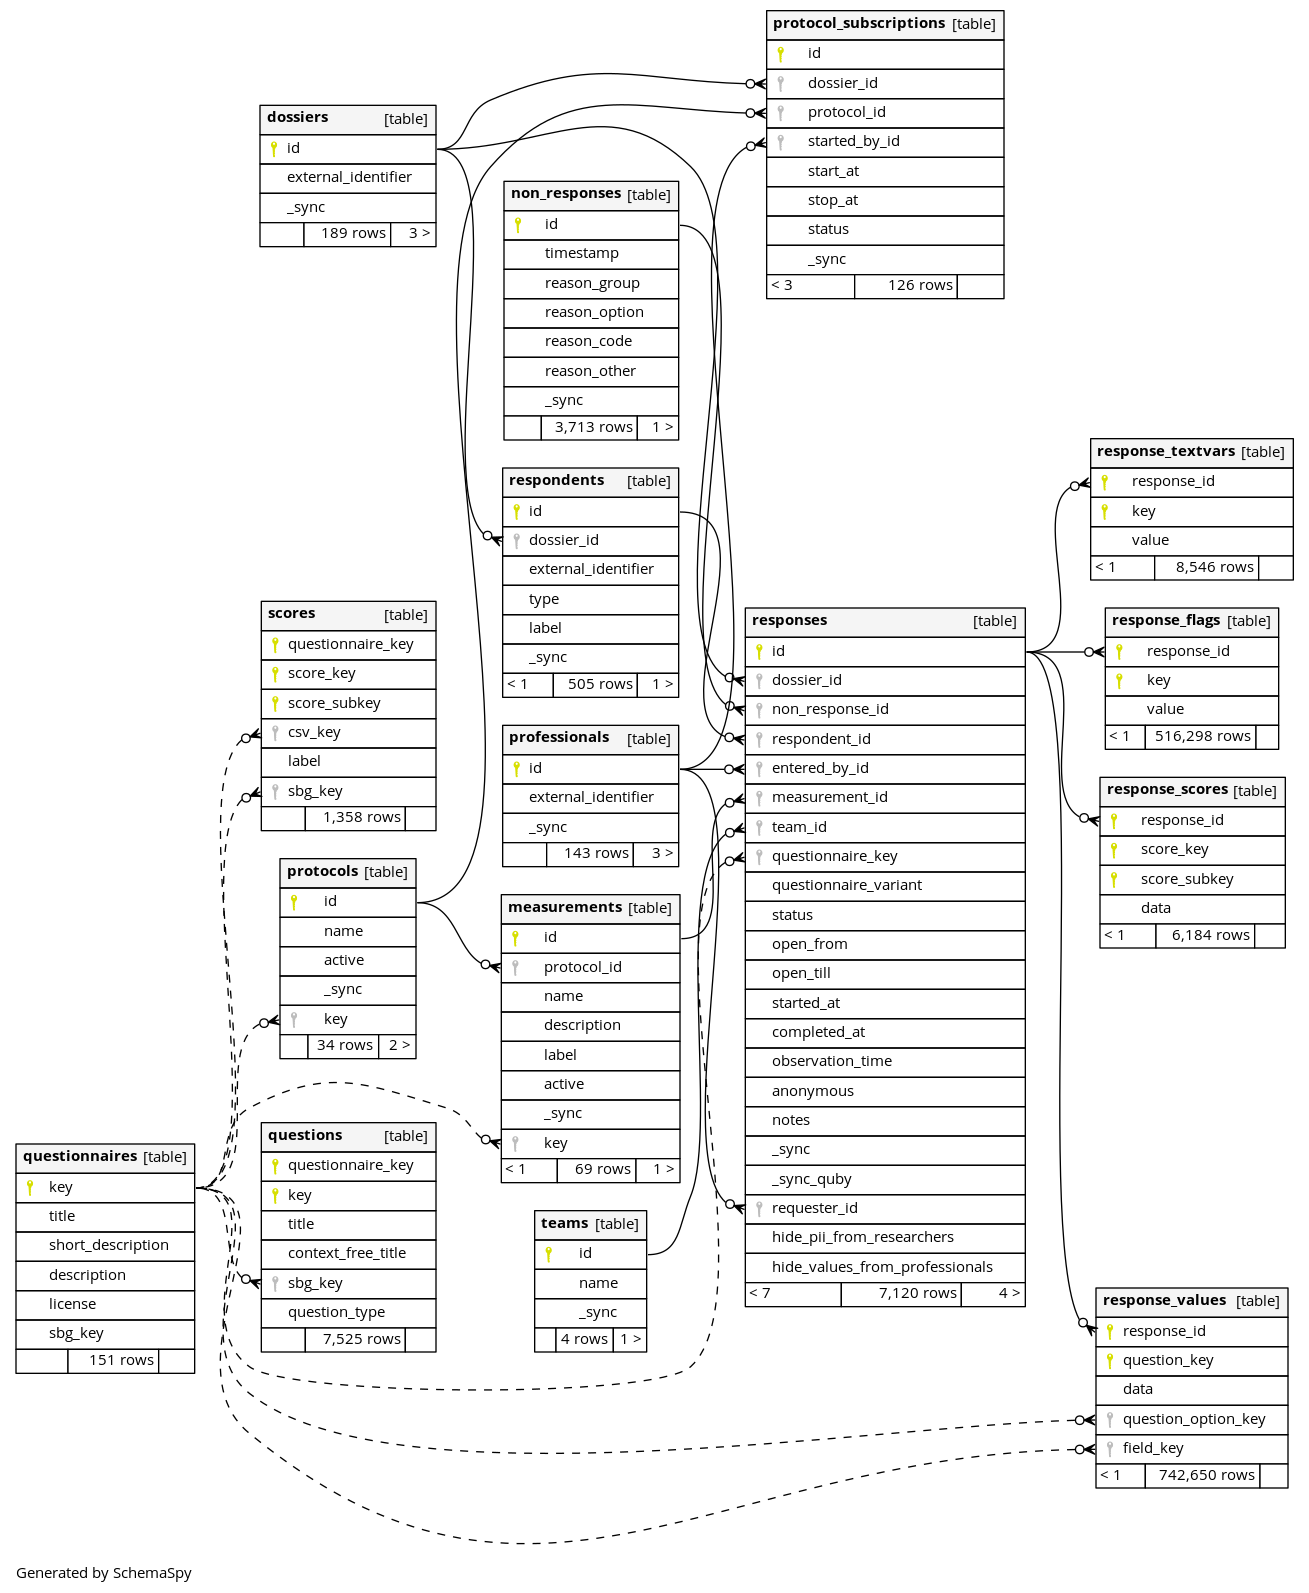 protocol_subscriptions [table]
id
dossier_id
protocol_id
started_by_id
start_at
stop_at
status
_sync
< 3 126 rows
dossiers [table]
id
external_identifier
_sync
189 rows 3 >
non_responses [table]
id
timestamp
reason_group
reason_option
reason_code
reason_other
_sync
3,713 rows 1 >
respondents [table]
id
dossier_id
external_identifier
type
label
_sync
< 1 505 rows 1 >
response_textvars [table]
response_id
key
value
< 1 8,546 rows
scores [table]
questionnaire_key
score_key
score_subkey
csv_key
label
sbg_key
1,358 rows
responses [table]
id
dossier_id
non_response_id
respondent_id
entered_by_id
measurement_id
team_id
questionnaire_key
questionnaire_variant
status
open_from
open_till
started_at
completed_at
observation_time
anonymous
notes
_sync
_sync_quby
requester_id
hide_pii_from_researchers
hide_values_from_professionals
< 7 7,120 rows 4 >
response_flags [table]
response_id
key
value
< 1 516,298 rows
professionals [table]
id
external_identifier
_sync
143 rows 3 >
response_scores [table]
response_id
score_key
score_subkey
data
< 1 6,184 rows
protocols [table]
id
name
active
_sync
key
34 rows 2 >
measurements [table]
id
protocol_id
name
description
label
active
_sync
key
< 1 69 rows 1 >
questions [table]
questionnaire_key
key
title
context_free_title
sbg_key
question_type
7,525 rows
questionnaires [table]
key
title
short_description
description
license
sbg_key
151 rows
teams [table]
id
name
_sync
4 rows 1 >
response_values [table]
response_id
question_key
data
question_option_key
field_key
< 1 742,650 rows
Generated by SchemaSpy